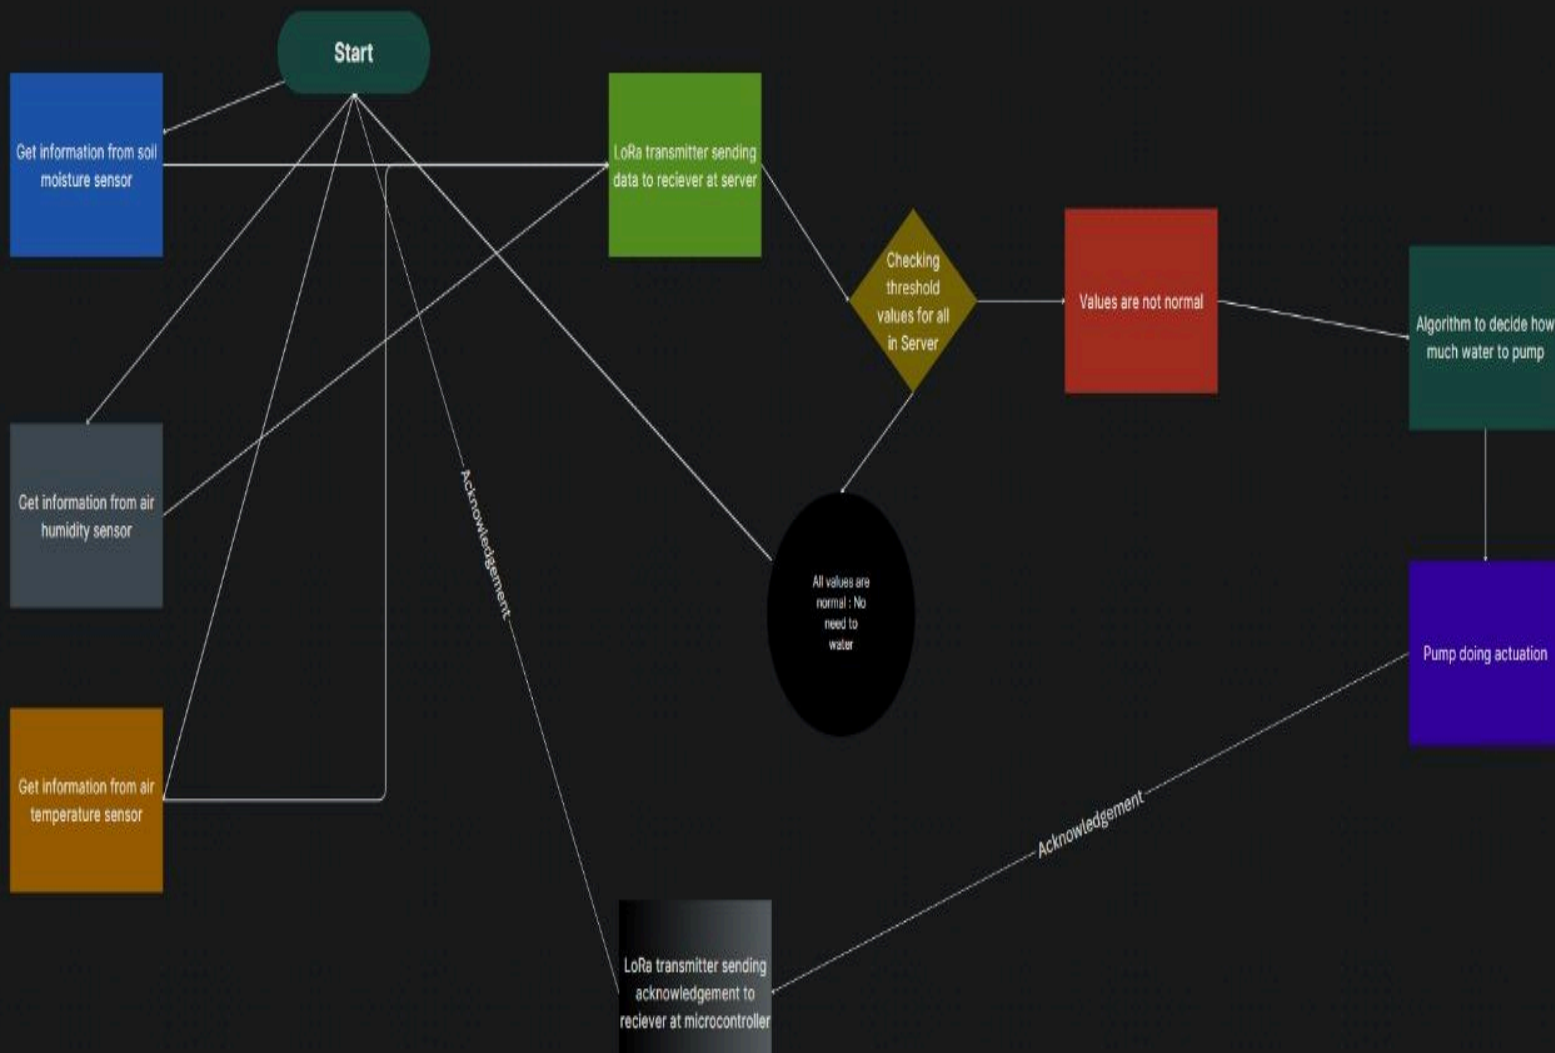 Start
Get information from soil
moisture sensor
LoRa transmitter sending
data to reciever at server
Checking
threshold
values for all
in Server
Values are not normal
Algorithm to decide how
much water to pump
Get information from air
humidity sensor
Acknowledgement
All values are
normal : No
need to
water
Pump doing actuation
Get information from air
temperature sensor
Acknowledgement
LoRa transmitter sending
acknowledgement to
reciever at microcontroller